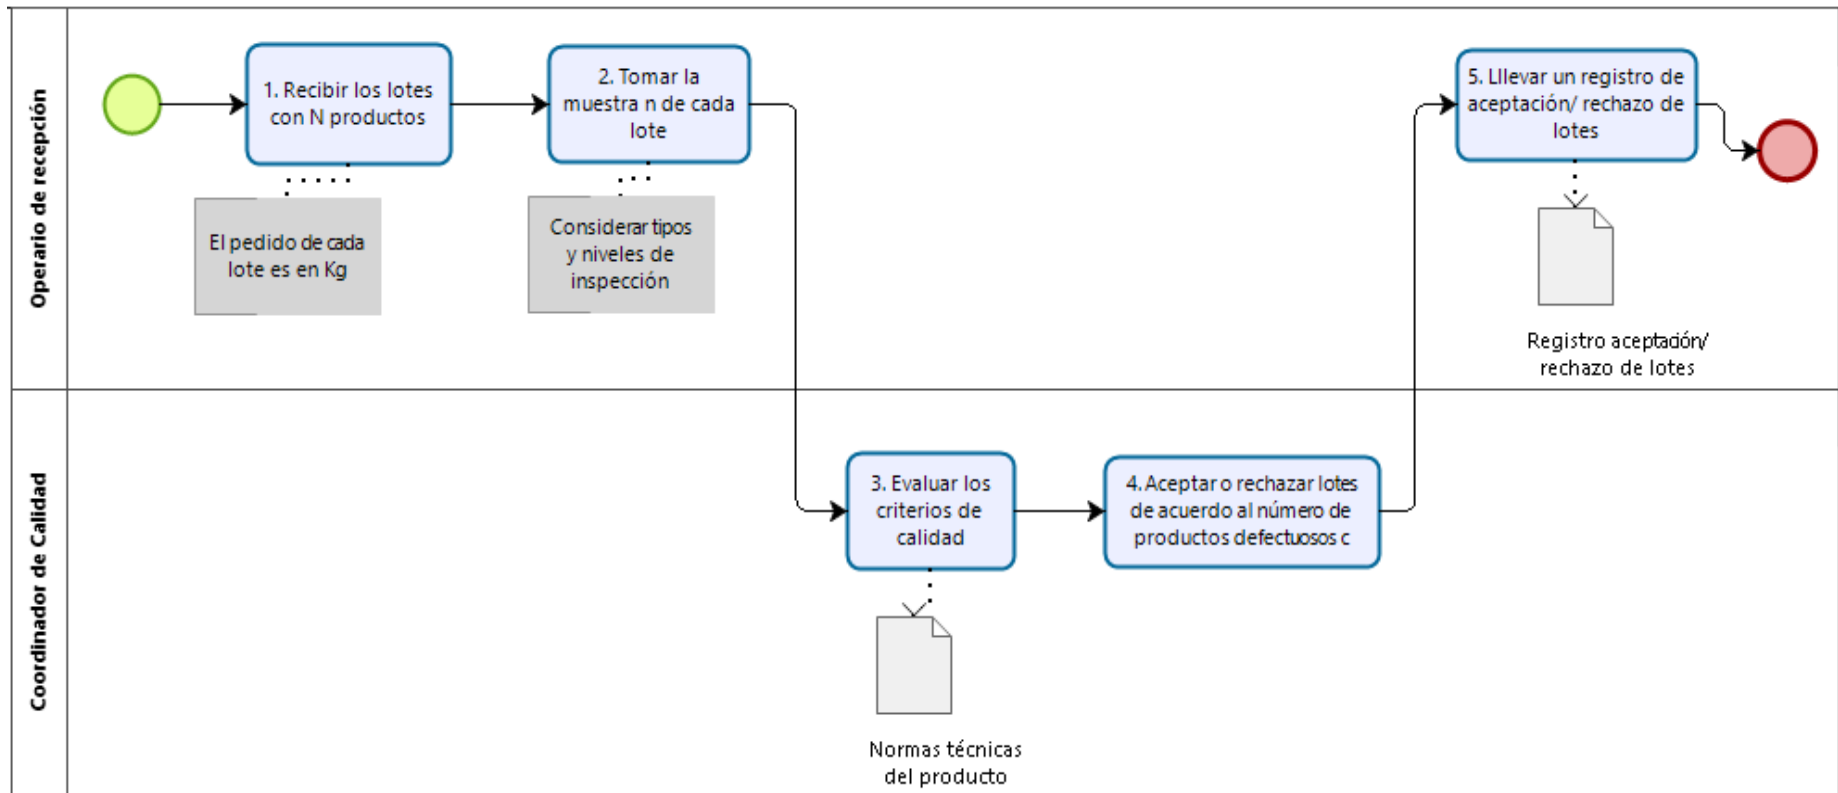 Operario de recepción
1. Recibir los lotes
con N productos
El pedido de cada
lote es en Kg
2. Tomar la
muestra n de cada
lote
Considerar tipos
y niveles de
inspección
5. Lllevar un registro de
aceptación/ rechazo de
lotes
Registro aceptación/
rechazo de lotes
Coordinador de Calidad
3. Evaluar los
criterios de
calidad
Normas técnicas
del producto
4. Aceptar o rechazar lotes
de acuerdo al número de
productos defectuosos c